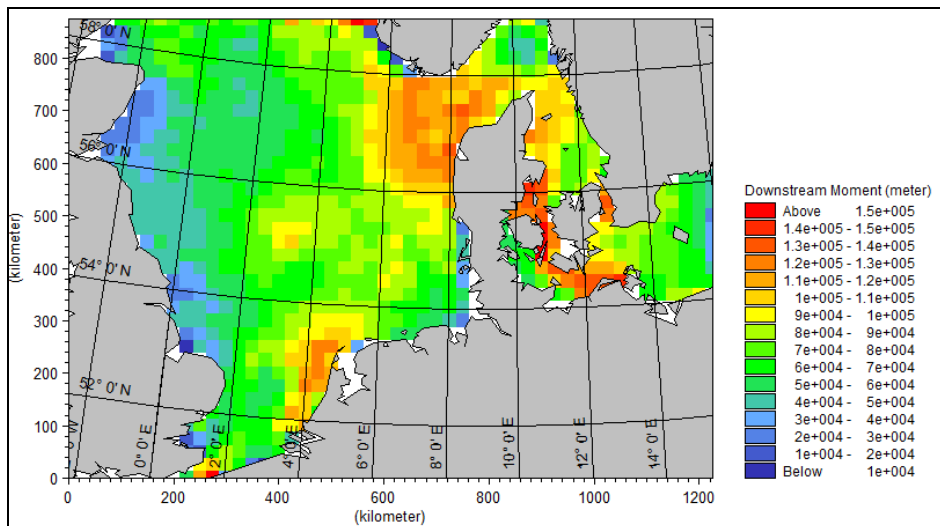 58° 0' N
56° 0' N
54° 0' N
52° 0' N
W
0° 0' E
2° 0' E
4° 0' E
6° 0' E
8° 0' E
10° 0' E
12° 0' E
14° 0' E
800
700
600
500
400
300
200
100
0
(kilometer)
0 200 400 600 800 1000 1200
(kilometer)
Downstream Moment (meter)
Above 1.5e+005
1.4e+005 - 1.5e+005
1.3e+005 - 1.4e+005
1.2e+005 - 1.3e+005
1.1e+005 - 1.2e+005
1e+005 - 1.1e+005
9e+004 - 1e+005
8e+004 - 9e+004
7e+004 - 8e+004
6e+004 - 7e+004
5e+004 - 6e+004
4e+004 - 5e+004
3e+004 - 4e+004
2e+004 - 3e+004
1e+004 - 2e+004
Below 1e+004